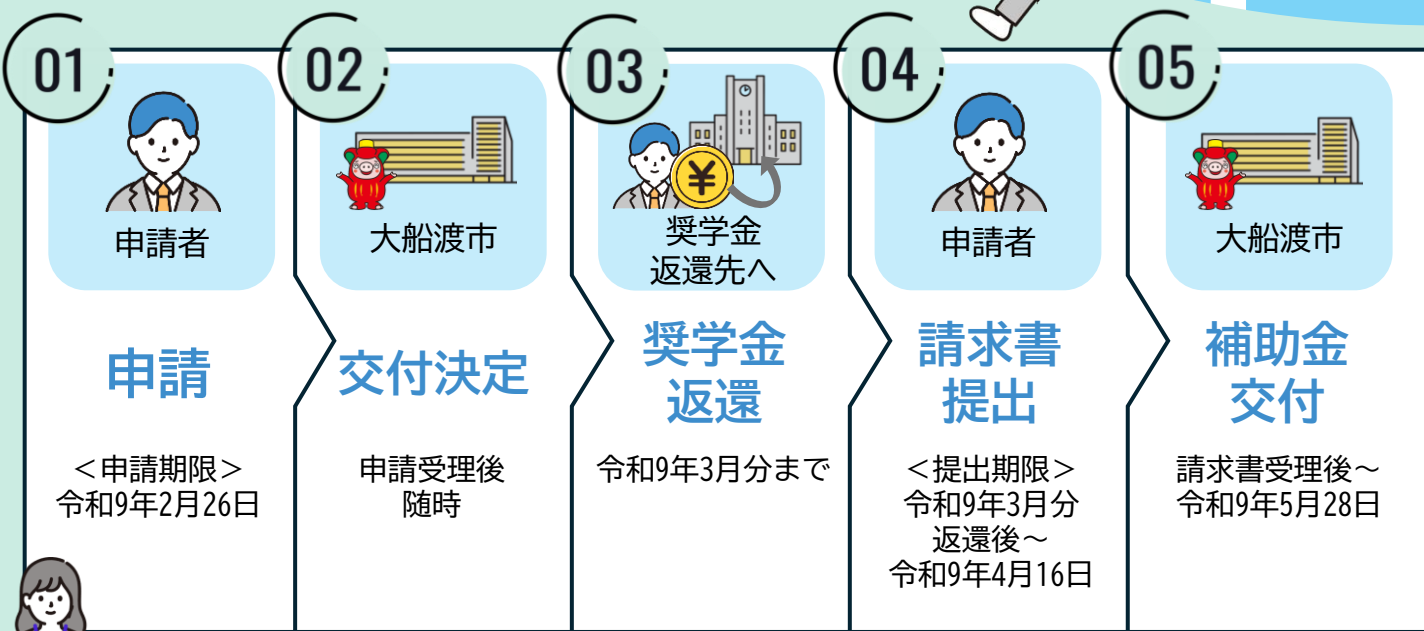 01
申請者
申請
＜申請期限＞
令和9年2月26日
02
大船渡市
交付決定
申請受理後
随時
03
¥
奨学金
返還先へ
奨学金
返還
令和9年3月分まで
04
申請者
請求書
提出
＜提出期限＞
令和9年3月分
返還後～
令和9年4月16日
05
大船渡市
補助金
交付
請求書受理後～
令和9年5月28日